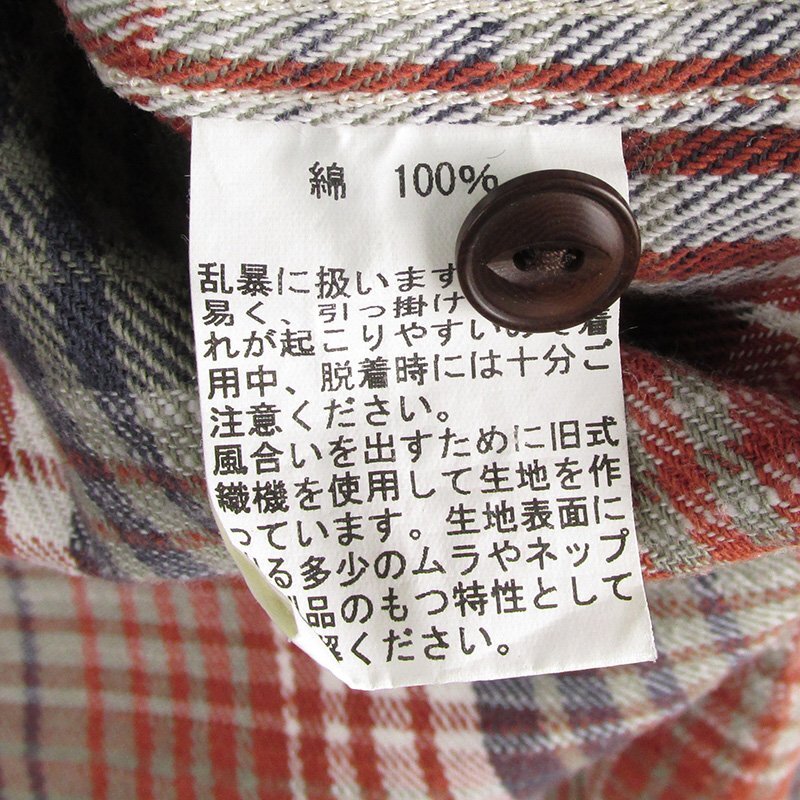 綿 100%
乱暴に扱います
易く、引っ掛け
れが起こりやすいので着
用中、脱着時には十分ご
注意ください。
風合いを出すために旧式
織機を使用して生地を作
っています。生地表面に
る多少のムラやネップ
品のもつ特性として
解ください。